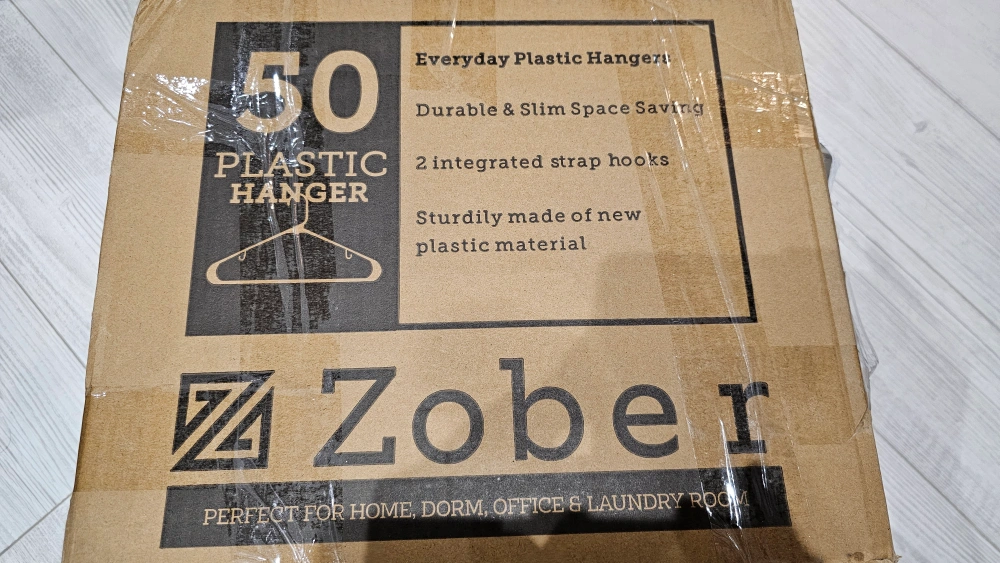 50
PLASTIC
HANGER
Everyday Plastic Hangers
Durable & Slim Space Saving
2 integrated strap hooks
Sturdily made of new
plastic material
Zober
PERFECT FOR HOME, DORM, OFFICE & LAUNDRY ROOM